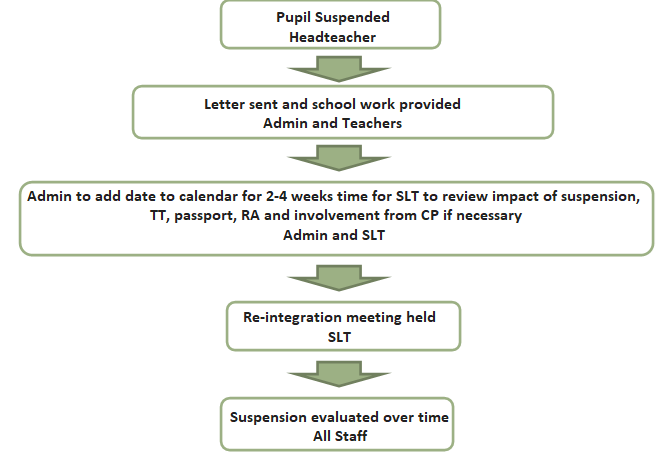 Pupil Suspended
Headteacher
Letter sent and school work provided
Admin and Teachers
Admin to add date to calendar for 2-4 weeks time for SLT to review impact of suspension,
TT, passport, RA and involvement from CP if necessary
Admin and SLT
Re-integration meeting held
SLT
Suspension evaluated over time
All Staff